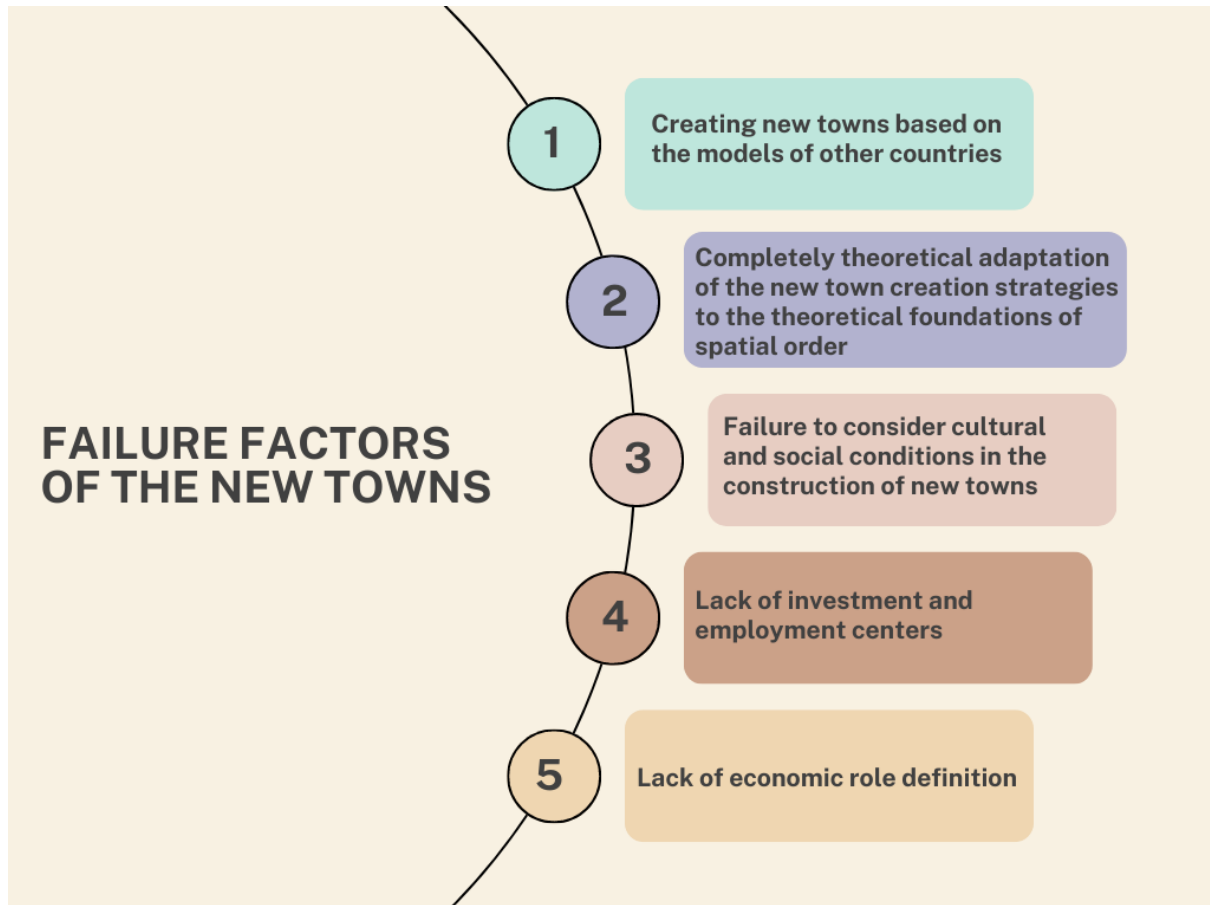 FAILURE FACTORS
OF THE NEW TOWNS
1
Creating new towns based on
the models of other countries
2
Completely theoretical adaptation
of the new town creation strategies
to the theoretical foundations of
spatial order
3
Failure to consider cultural
and social conditions in the
construction of new towns
4
Lack of investment and
employment centers
5
Lack of economic role definition